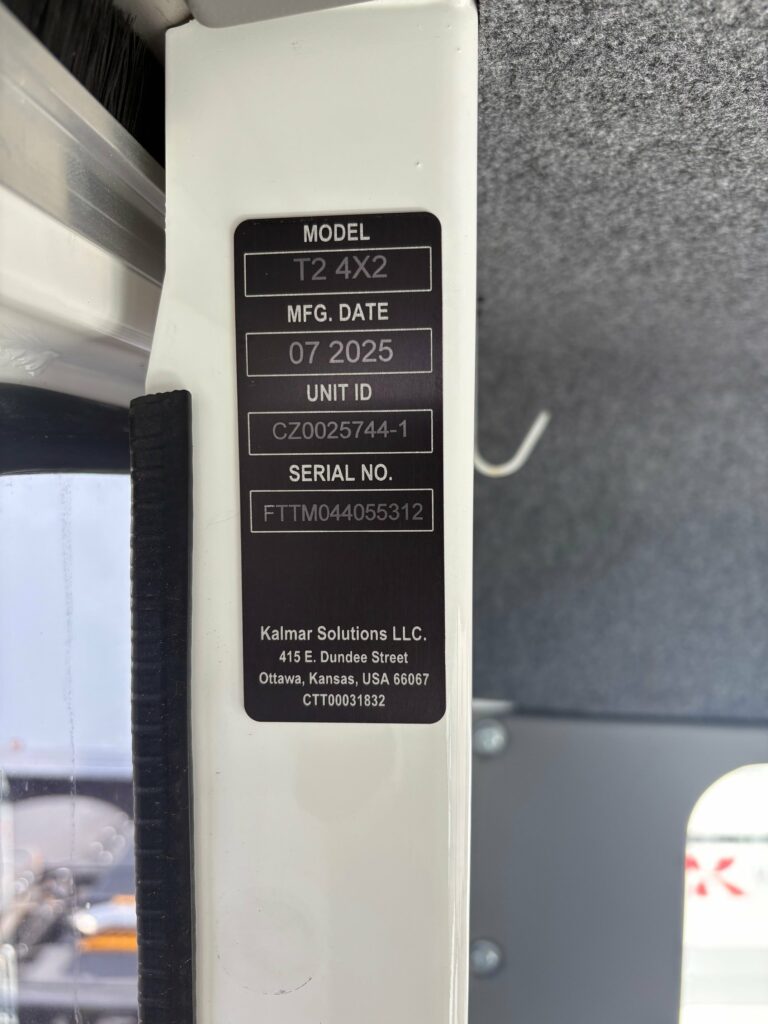 MODEL
T2 4X2
MFG. DATE
07 2025
UNIT ID
CZ0025744-1
SERIAL NO.
FTTM044055312
Kalmar Solutions LLC.
415 E. Dundee Street
Ottawa, Kansas, USA 66067
CTT00031832